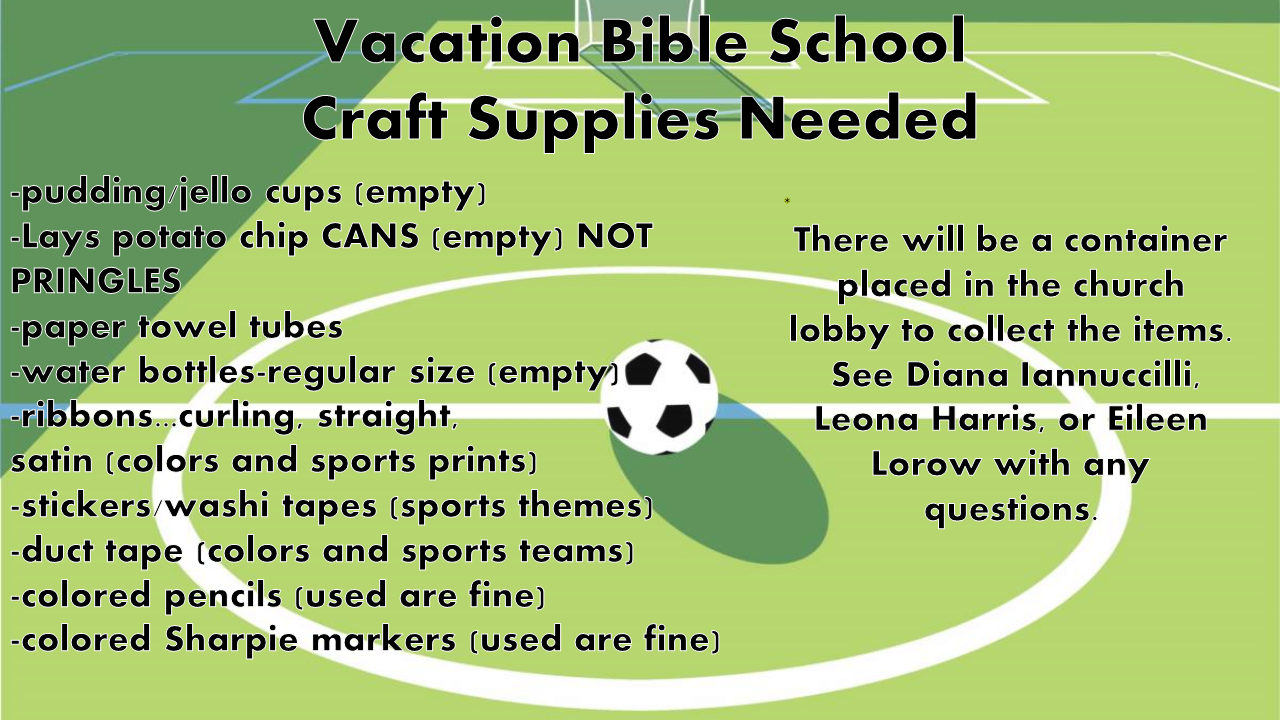 Vacation Bible School
Craft Supplies Needed
-pudding/jello cups (empty)
-Lays potato chip CANS (empty) NOT
PRINGLES
-paper towel tubes
-water bottles-regular size (empty)
-ribbons...curling, straight,
satin (colors and sports prints)
-stickers/washi tapes (sports themes)
-duct tape (colors and sports teams)
-colored pencils (used are fine)
-colored Sharpie markers (used are fine)
*
There will be a container
placed in the church
lobby to collect the items.
See Diana Iannuccilli,
Leona Harris, or Eileen
Lorow with any
questions.